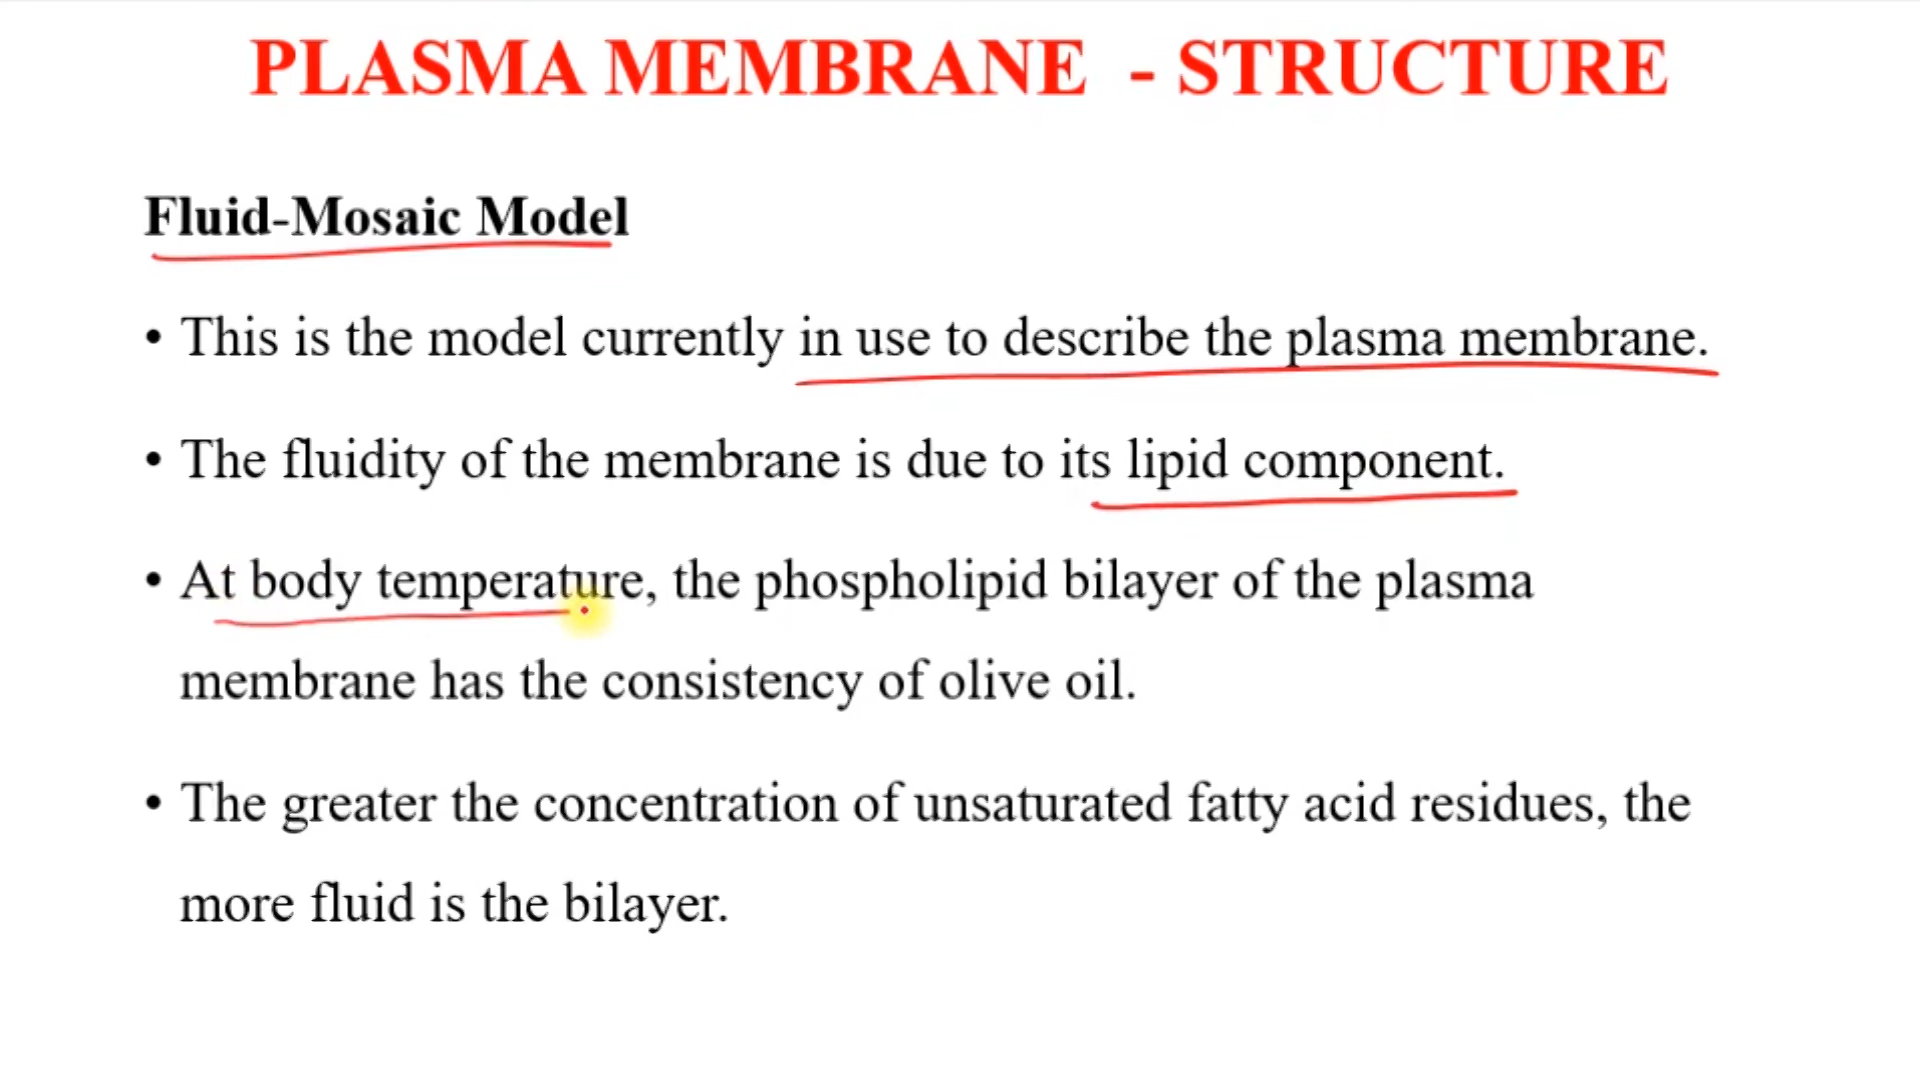 PLASMA MEMBRANE - STRUCTURE
Fluid-Mosaic Model
• This is the model currently in use to describe the plasma membrane.
• The fluidity of the membrane is due to its lipid component.
• At body temperature, the phospholipid bilayer of the plasma
membrane has the consistency of olive oil.
• The greater the concentration of unsaturated fatty acid residues, the
more fluid is the bilayer.